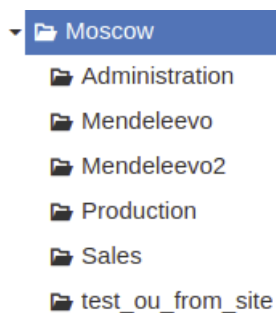 Moscow
Administration
Mendeleevo
Mendeleevo2
Production
Sales
test_ou_from_site